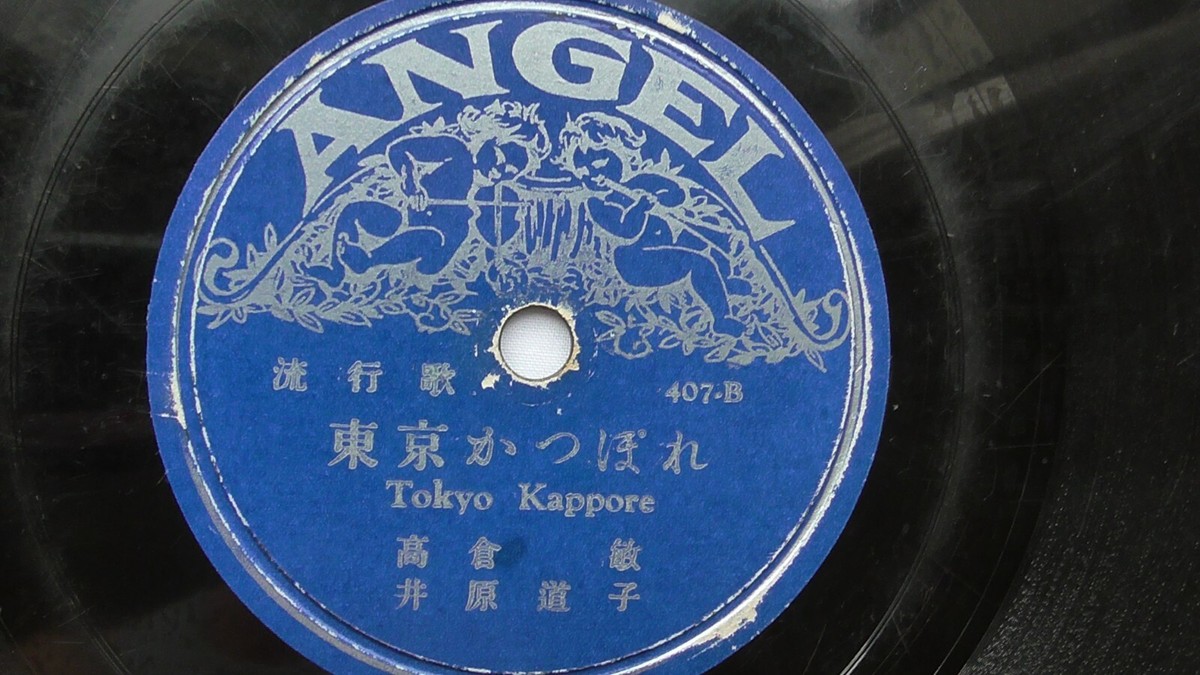 ANGEL
流行歌 407-B
東京かつぽれ
Tokyo Kappore
高倉敏
井原道子